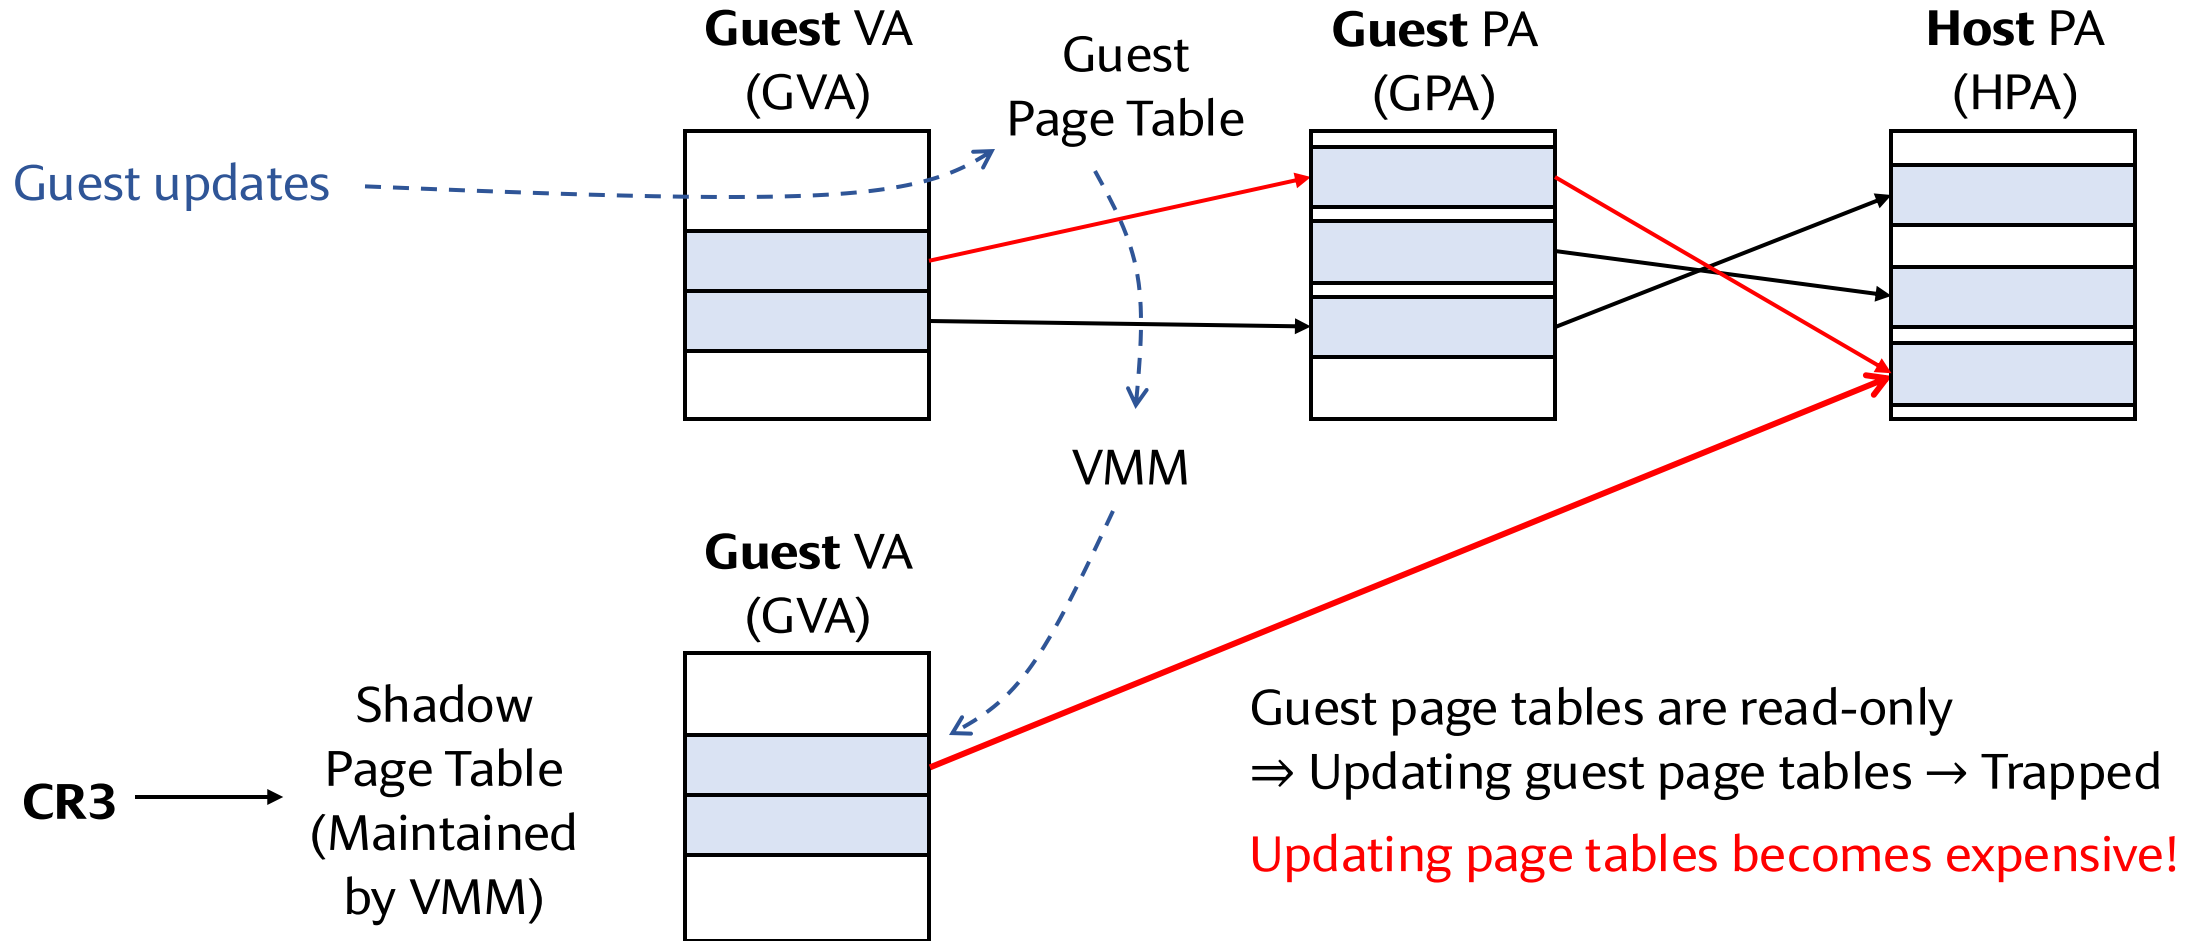 Guest VA
(GVA)
Guest
Page Table
Guest PA
(GPA)
Host PA
(HPA)
Guest updates
VMM
Guest VA
(GVA)
CR3
Shadow
Page Table
(Maintained
by VMM)
Guest page tables are read-only
⇒ Updating guest page tables → Trapped
Updating page tables becomes expensive!